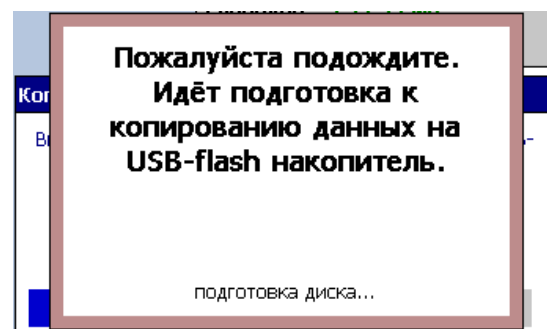 Пожалуйста подождите.
Идёт подготовка к
копированию данных на
USB-flash накопитель.
подготовка диска...